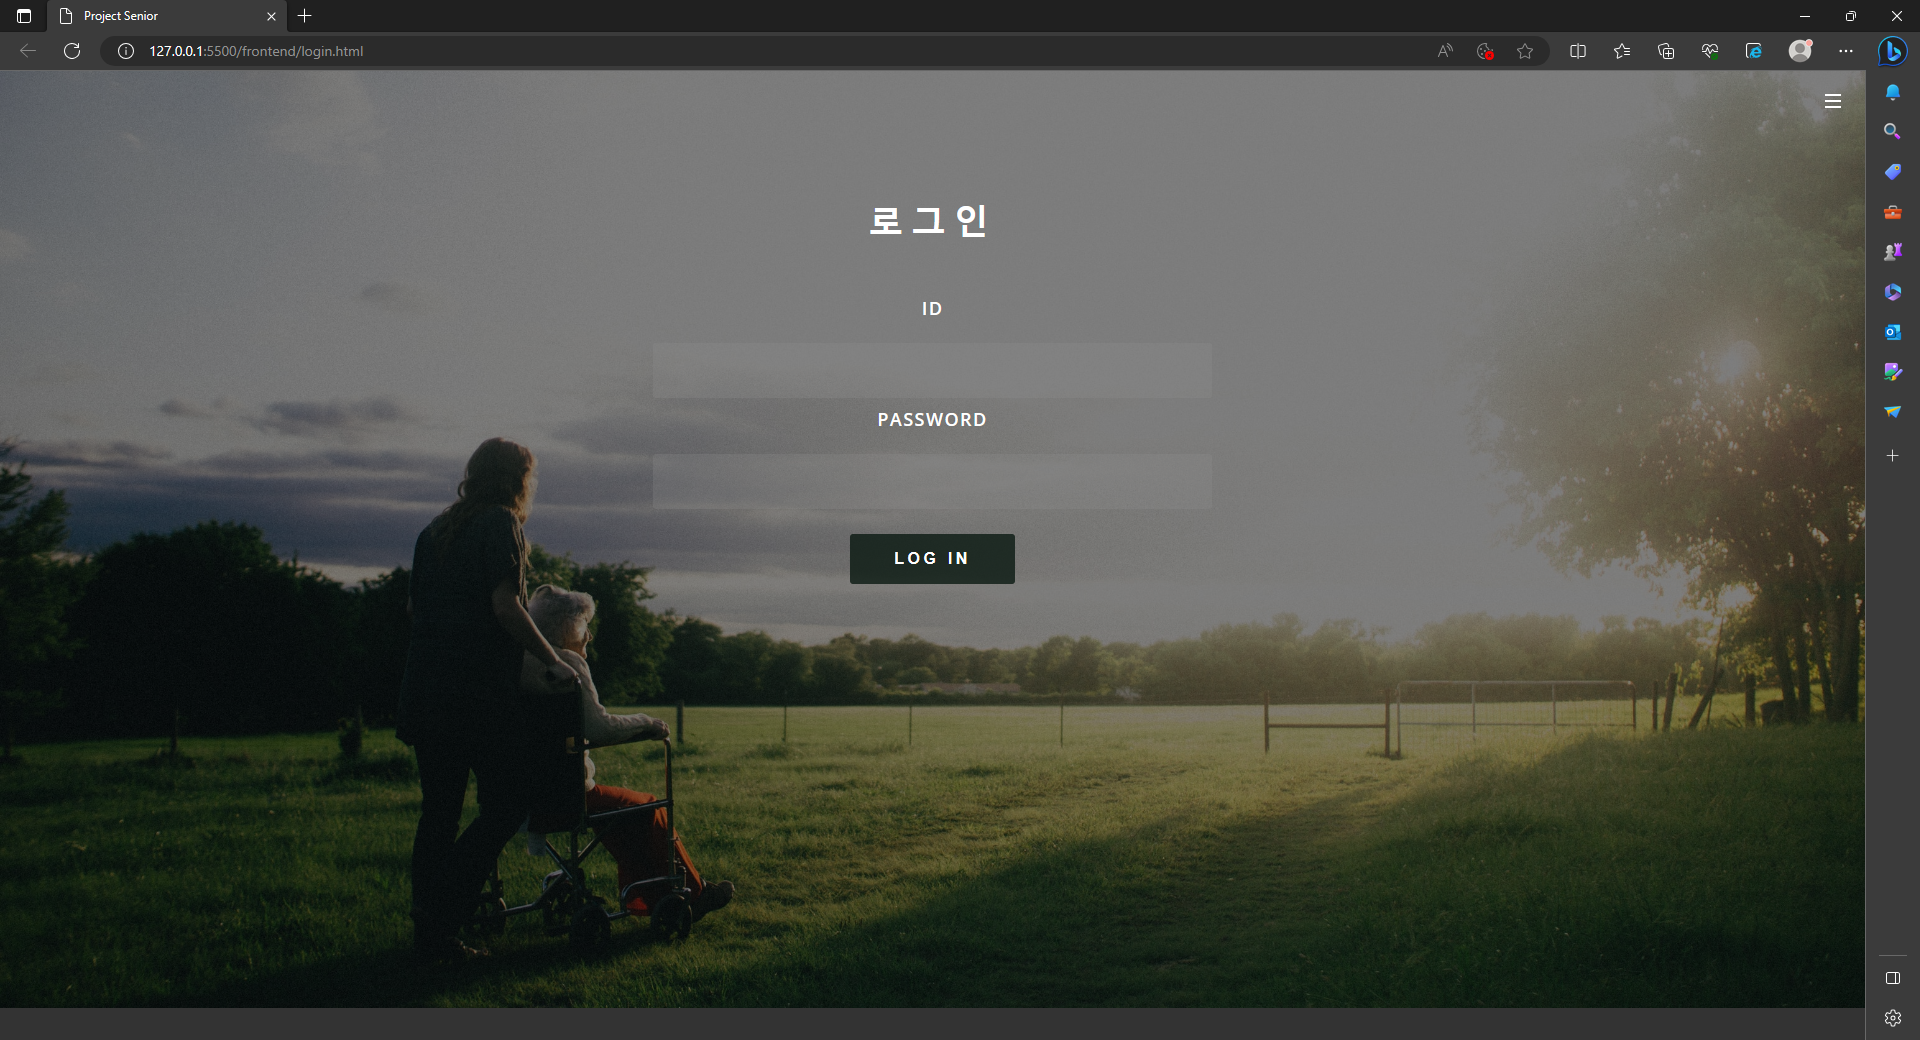 Project Senior
127.0.0.1:5500/frontend/login.html
로그인
ID
PASSWORD
LOG IN